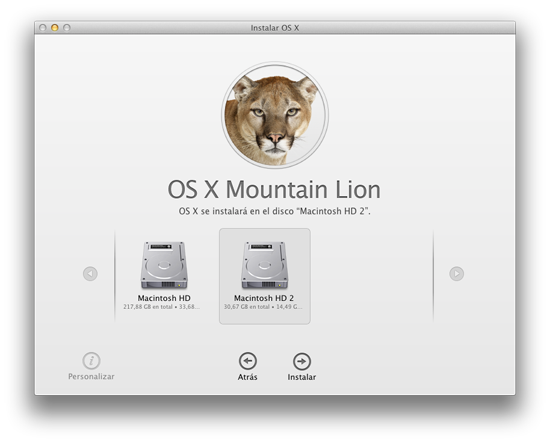 Instalar OS X
OS X Mountain Lion
OS X se instalará en el disco “Macintosh HD 2”.
Macintosh HD
217,88 GB en total • 33,68...
Macintosh HD 2
30,67 GB en total • 14,49 G...
Personalizar
Atrás
Instalar